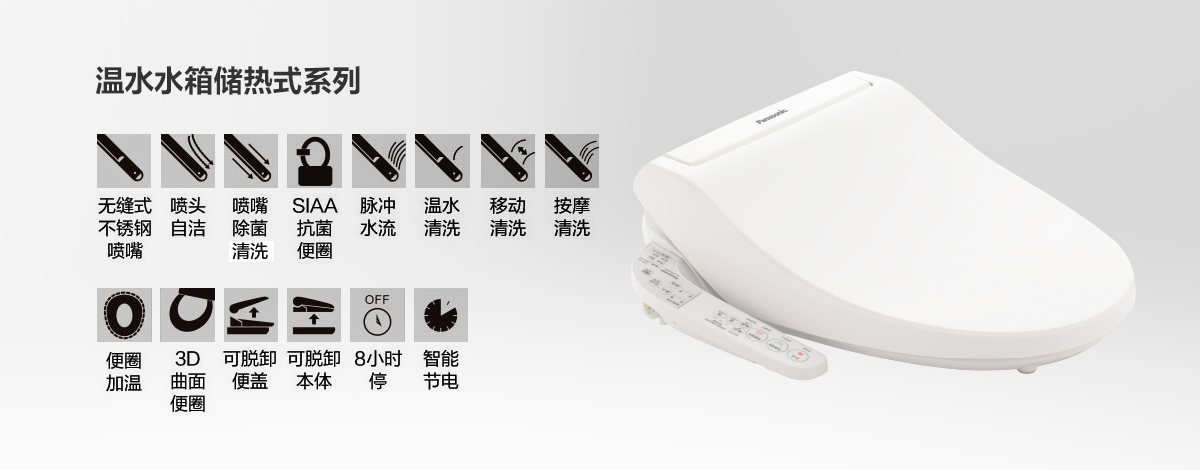 温水水箱储热式系列
Panasonic
无缝式
不锈钢
喷嘴
喷头
自洁
喷嘴
除菌
清洗
SIAA
抗菌
便圈
脉冲
水流
温水
清洗
移动
清洗
按摩
清洗
便圈
加温
3D
曲面
便圈
可脱卸
便盖
可脱卸
本体
OFF
8小时
停
智能
节电